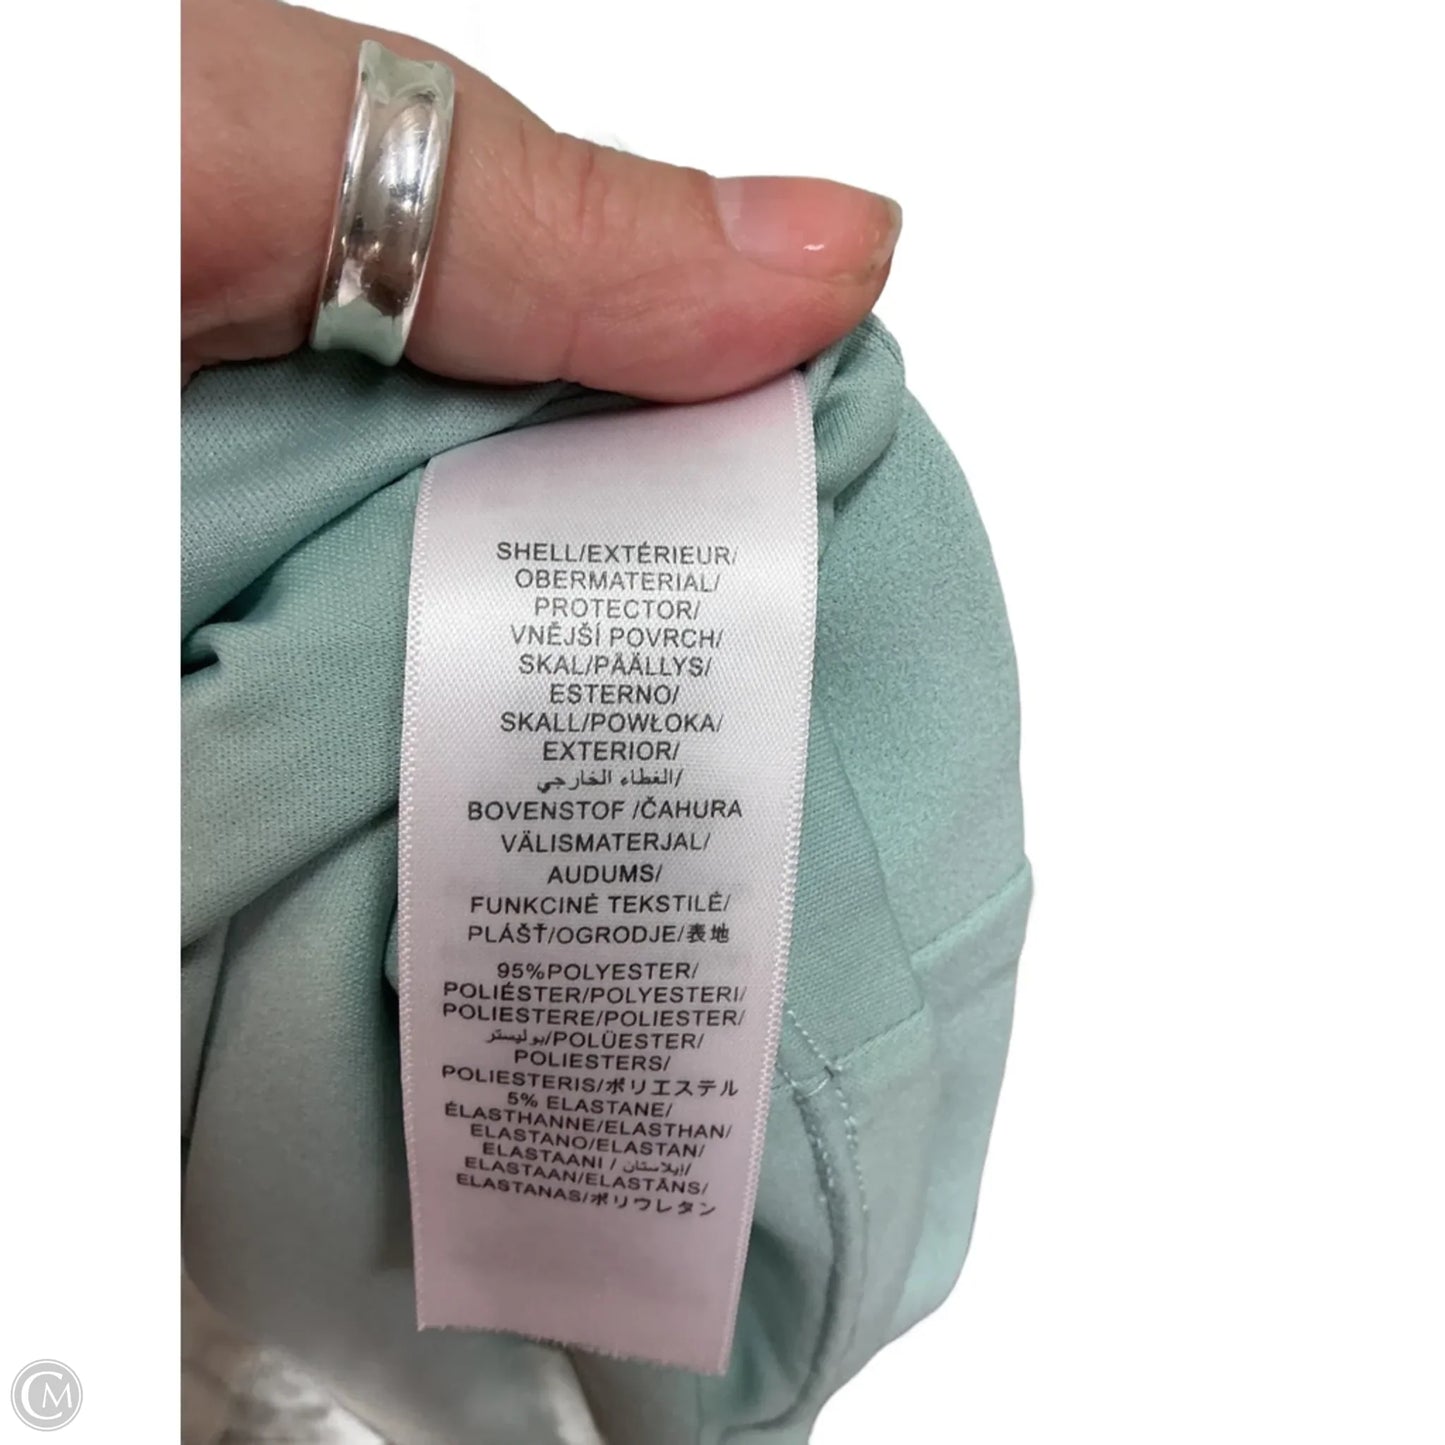 SHELL/EXTÉRIEUR/
OBERMATERIAL/
PROTECTOR/
VNĚJŠÍ POVRCH/
SKAL/PÄÄLLYS/
ESTERNO/
SKALL/POWŁOKA/
EXTERIOR/
الغطاء الخارجي/
BOVENSTOF /ČAHURA
VÄLISMATERJAL/
AUDUMS/
FUNKCINĖ TEKSTILĖ/
PLÁŠŤ/OGRODJE/表地
95%POLYESTER/
POLIÉSTER/POLYESTERI/
POLIESTERE/POLIESTER/
بوليستر/POLÜESTER/
POLIESTERS/
POLIESTERIS/ポリエステル
5% ELASTANE/
ÉLASTHANNE/ELASTHAN/
ELASTANO/ELASTAN/
ELASTAANI / إيلاستان/
ELASTAAN/ELASTĀNS/
ELASTANAS/ポリウレタン
CM